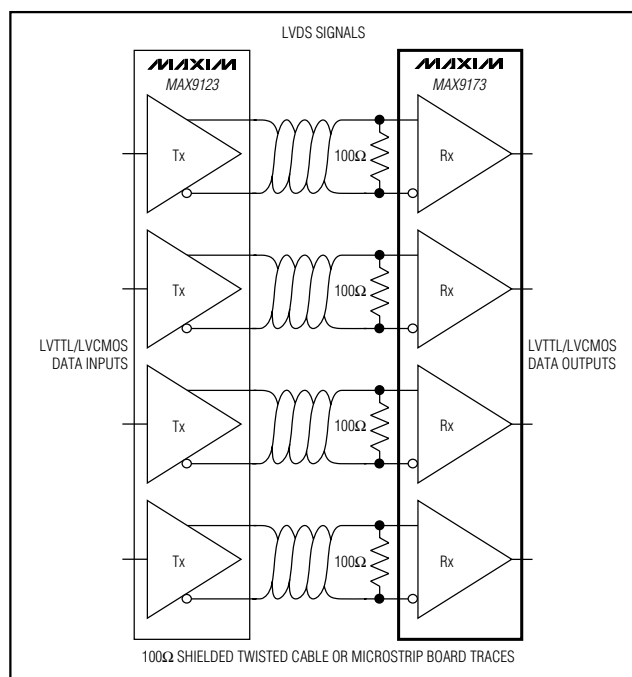 LVDS SIGNALS
MAXIM
MAX9123
MAXIM
MAX9173
Tx
100Ω
Rx
Tx
100Ω
Rx
LVTTL/LVCMOS
DATA INPUTS
LVTTL/LVCMOS
DATA OUTPUTS
Tx
100Ω
Rx
Tx
100Ω
Rx
100Ω SHIELDED TWISTED CABLE OR MICROSTRIP BOARD TRACES